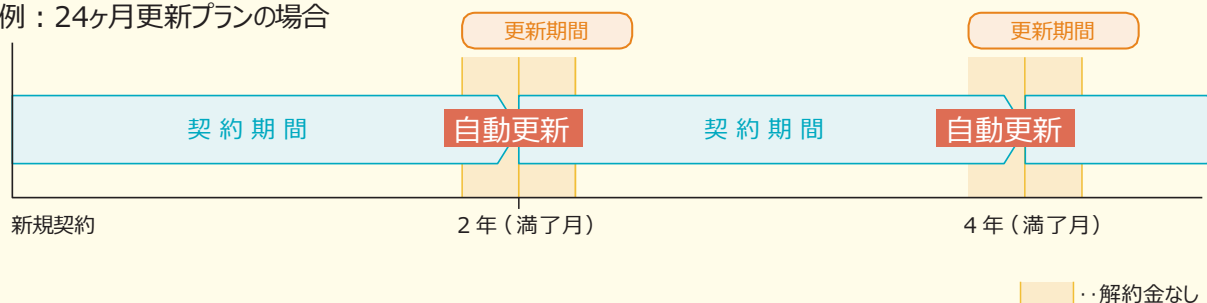 例：24ヶ月更新プランの場合
更新期間
更新期間
契約期間
自動更新
契約期間
自動更新
新規契約
2年（満了月）
4年（満了月）
‥解約金なし